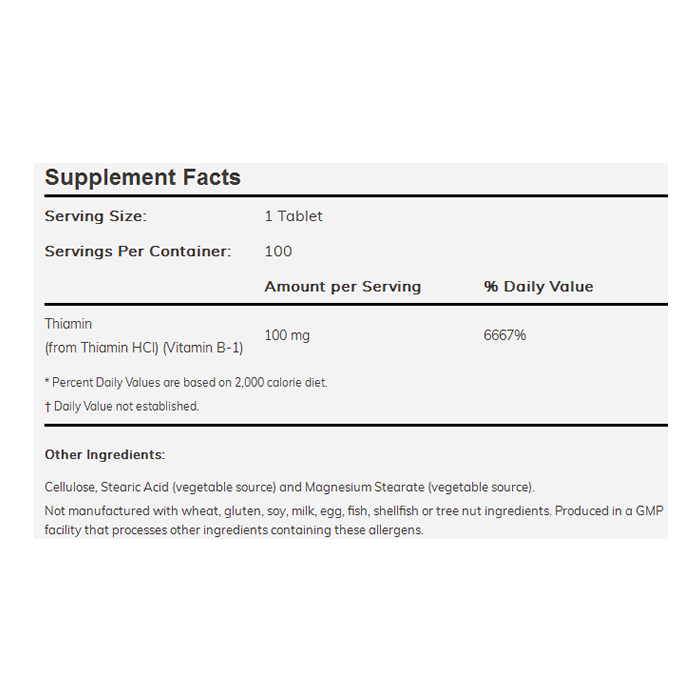 Supplement Facts
Serving Size: 1 Tablet
Servings Per Container: 100
Amount per Serving % Daily Value
Thiamin
(from Thiamin HCl) (Vitamin B-1) 100 mg 6667%
* Percent Daily Values are based on 2,000 calorie diet.
† Daily Value not established.
Other Ingredients:
Cellulose, Stearic Acid (vegetable source) and Magnesium Stearate (vegetable source).
Not manufactured with wheat, gluten, soy, milk, egg, fish, shellfish or tree nut ingredients. Produced in a GMP
facility that processes other ingredients containing these allergens.